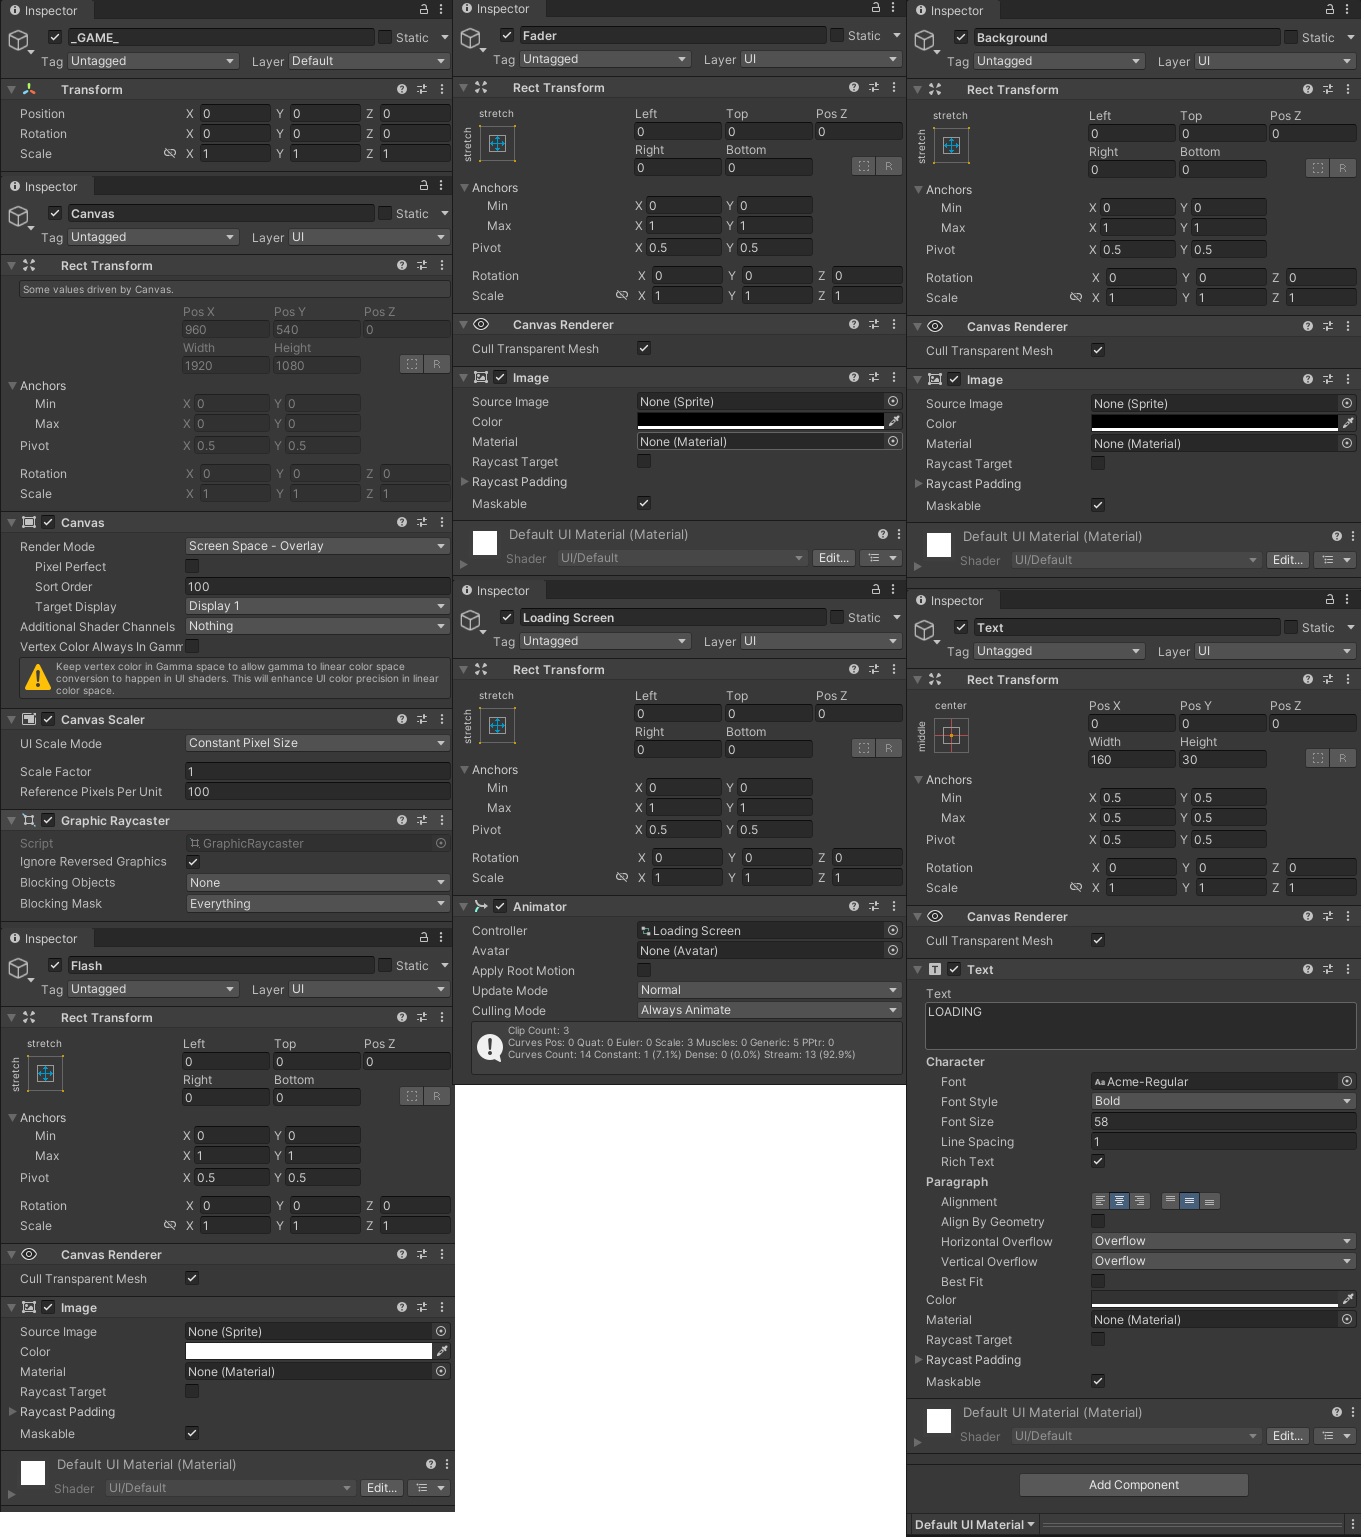 Inspector
_GAME_
Static
Tag Untagged Layer Default
Transform
Position X 0 Y 0 Z 0
Rotation X 0 Y 0 Z 0
Scale X 1 Y 1 Z 1
Inspector
Canvas
Static
Tag Untagged Layer UI
Rect Transform
Some values driven by Canvas.
Pos X Pos Y Pos Z
960 540 0
Width Height
1920 1080 R
Anchors
Min X 0 Y 0
Max X 0 Y 0
Pivot X 0.5 Y 0.5
Rotation X 0 Y 0 Z 0
Scale X 1 Y 1 Z 1
Canvas
Render Mode Screen Space - Overlay
Pixel Perfect
Sort Order 100
Target Display Display 1
Additional Shader Channels Nothing
Vertex Color Always In Gamm
Keep vertex color in Gamma space to allow gamma to linear color space
conversion to happen in UI shaders. This will enhance UI color precision in linear
color space.
Canvas Scaler
UI Scale Mode Constant Pixel Size
Scale Factor 1
Reference Pixels Per Unit 100
Graphic Raycaster
Script GraphicRaycaster
Ignore Reversed Graphics
Blocking Objects None
Blocking Mask Everything
Inspector
Flash
Static
Tag Untagged Layer UI
Rect Transform
stretch Left Top Pos Z
stretch 0 0 0
Right Bottom
0 0 R
Anchors
Min X 0 Y 0
Max X 1 Y 1
Pivot X 0.5 Y 0.5
Rotation X 0 Y 0 Z 0
Scale X 1 Y 1 Z 1
Canvas Renderer
Cull Transparent Mesh
Image
Source Image None (Sprite)
Color
Material None (Material)
Raycast Target
Raycast Padding
Maskable
Default UI Material (Material)
Shader UI/Default Edit...
Inspector
Fader
Static
Tag Untagged Layer UI
Rect Transform
stretch Left Top Pos Z
stretch 0 0 0
Right Bottom
0 0 R
Anchors
Min X 0 Y 0
Max X 1 Y 1
Pivot X 0.5 Y 0.5
Rotation X 0 Y 0 Z 0
Scale X 1 Y 1 Z 1
Canvas Renderer
Cull Transparent Mesh
Image
Source Image None (Sprite)
Color
Material None (Material)
Raycast Target
Raycast Padding
Maskable
Default UI Material (Material)
Shader UI/Default Edit...
Inspector
Loading Screen
Static
Tag Untagged Layer UI
Rect Transform
stretch Left Top Pos Z
stretch 0 0 0
Right Bottom
0 0 R
Anchors
Min X 0 Y 0
Max X 1 Y 1
Pivot X 0.5 Y 0.5
Rotation X 0 Y 0 Z 0
Scale X 1 Y 1 Z 1
Animator
Controller Loading Screen
Avatar None (Avatar)
Apply Root Motion
Update Mode Normal
Culling Mode Always Animate
Clip Count: 3
Curves Pos: 0 Quat: 0 Euler: 0 Scale: 3 Muscles: 0 Generic: 5 PPtr: 0
Curves Count: 14 Constant: 1 (7.1%) Dense: 0 (0.0%) Stream: 13 (92.9%)
Inspector
Background
Static
Tag Untagged Layer UI
Rect Transform
stretch Left Top Pos Z
stretch 0 0 0
Right Bottom
0 0 R
Anchors
Min X 0 Y 0
Max X 1 Y 1
Pivot X 0.5 Y 0.5
Rotation X 0 Y 0 Z 0
Scale X 1 Y 1 Z 1
Canvas Renderer
Cull Transparent Mesh
Image
Source Image None (Sprite)
Color
Material None (Material)
Raycast Target
Raycast Padding
Maskable
Default UI Material (Material)
Shader UI/Default Edit...
Inspector
Text
Static
Tag Untagged Layer UI
Rect Transform
center Pos X Pos Y Pos Z
middle 0 0 0
Width Height
160 30 R
Anchors
Min X 0.5 Y 0.5
Max X 0.5 Y 0.5
Pivot X 0.5 Y 0.5
Rotation X 0 Y 0 Z 0
Scale X 1 Y 1 Z 1
Canvas Renderer
Cull Transparent Mesh
Text
Text
LOADING
Character
Font Aa Acme-Regular
Font Style Bold
Font Size 58
Line Spacing 1
Rich Text
Paragraph
Alignment
Align By Geometry
Horizontal Overflow Overflow
Vertical Overflow Overflow
Best Fit
Color
Material None (Material)
Raycast Target
Raycast Padding
Maskable
Default UI Material (Material)
Shader UI/Default Edit...
Add Component
Default UI Material